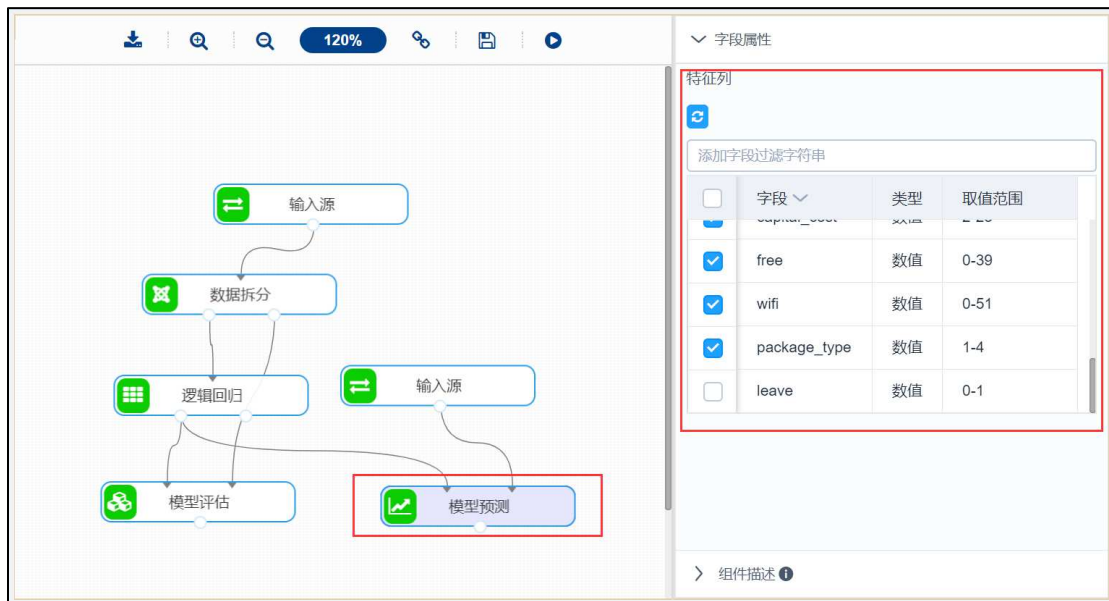 120%
输入源
数据拆分
逻辑回归
输入源
模型评估
模型预测
字段属性
特征列
添加字段过滤字符串
字段 类型 取值范围
free 数值 0-39
wifi 数值 0-51
package_type 数值 1-4
leave 数值 0-1
组件描述